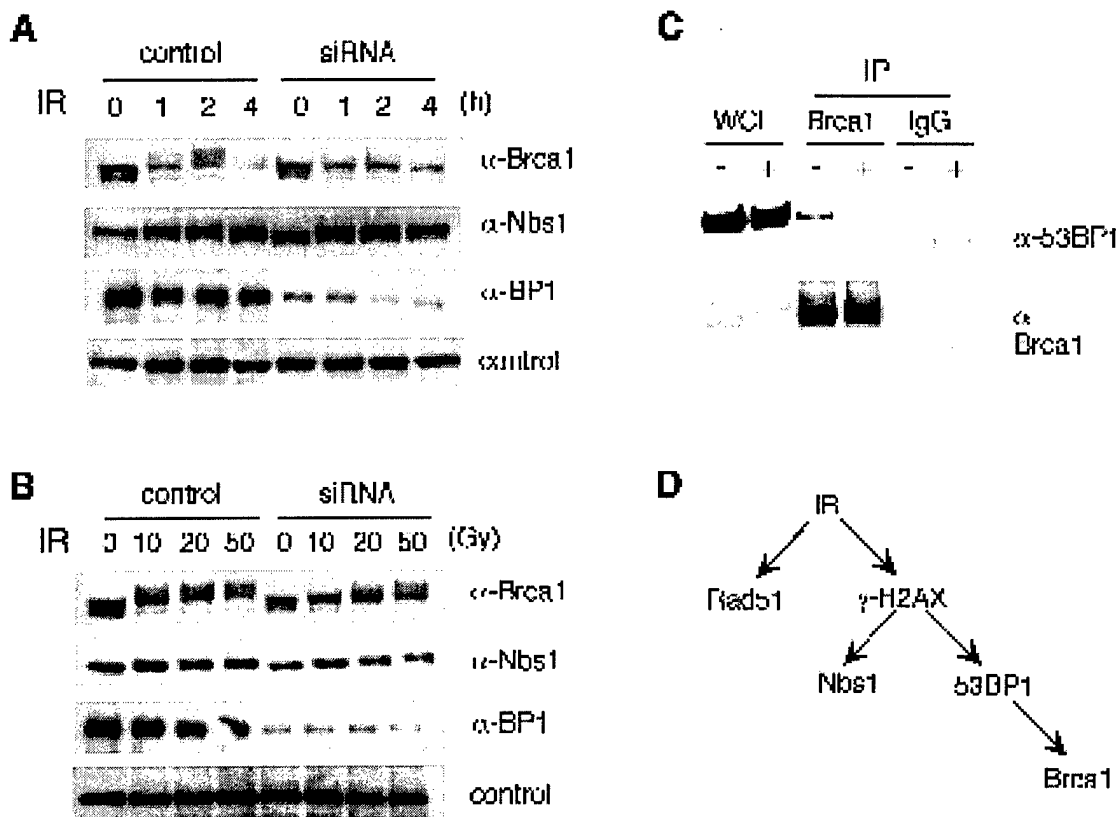 A
control siRNA
IR 0 1 2 4 0 1 2 4 (h)
α-Brca1
α-Nbs1
α-BP1
control
B
control siRNA
IR 0 10 20 50 0 10 20 50 (Gy)
α-Brca1
α-Nbs1
α-BP1
control
C
IP
WCl Brca1 IgG
- + - + - +
α-53BP1
α
Brca1
D
IR
Rad51 γ-H2AX
Nbs1 53BP1
Brca1